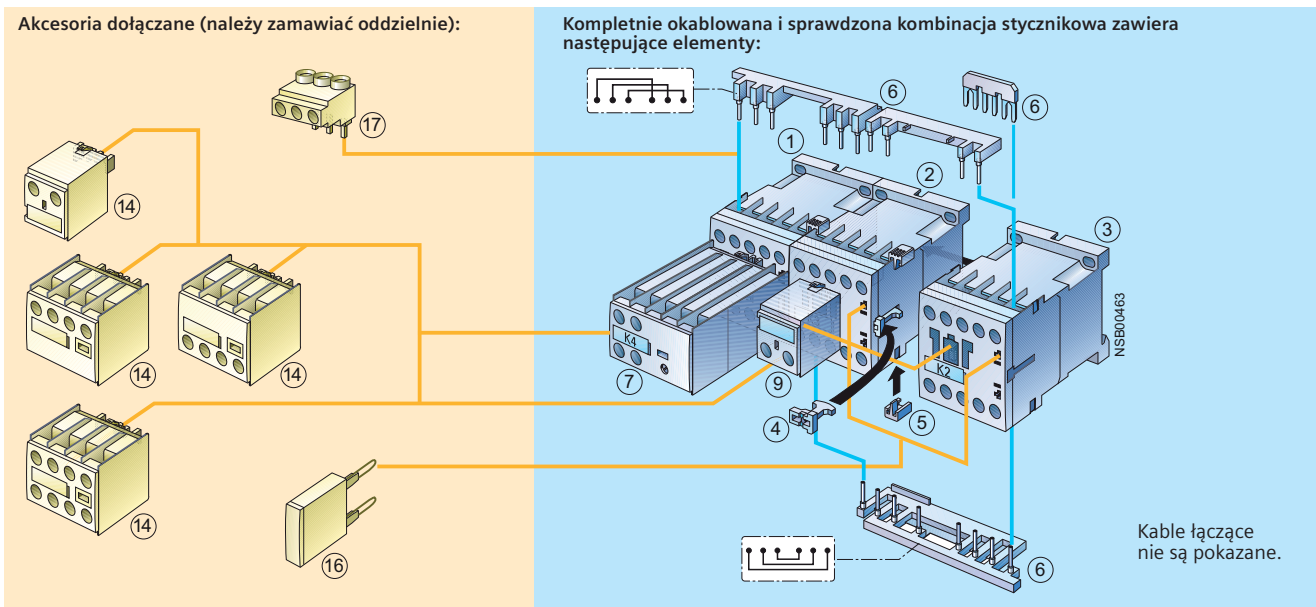 Akcesoria dołączane (należy zamawiać oddzielnie):
Kompletnie okablowana i sprawdzona kombinacja stycznikowa zawiera
następujące elementy:
17
6
6
1
2
14
3
NSB00463
14
14
K4
7
9
K2
4
5
14
16
6
Kable łączące
nie są pokazane.